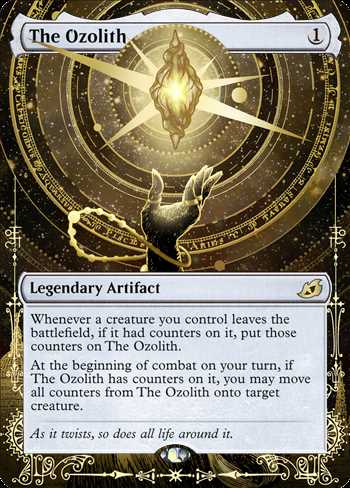 The Ozolith 1
ARIES TAURUS
Legendary Artifact
Whenever a creature you control leaves the
battlefield, if it had counters on it, put those
counters on The Ozolith.
At the beginning of combat on your turn, if
The Ozolith has counters on it, you may move
all counters from The Ozolith onto target
creature.
As it twists, so does all life around it.